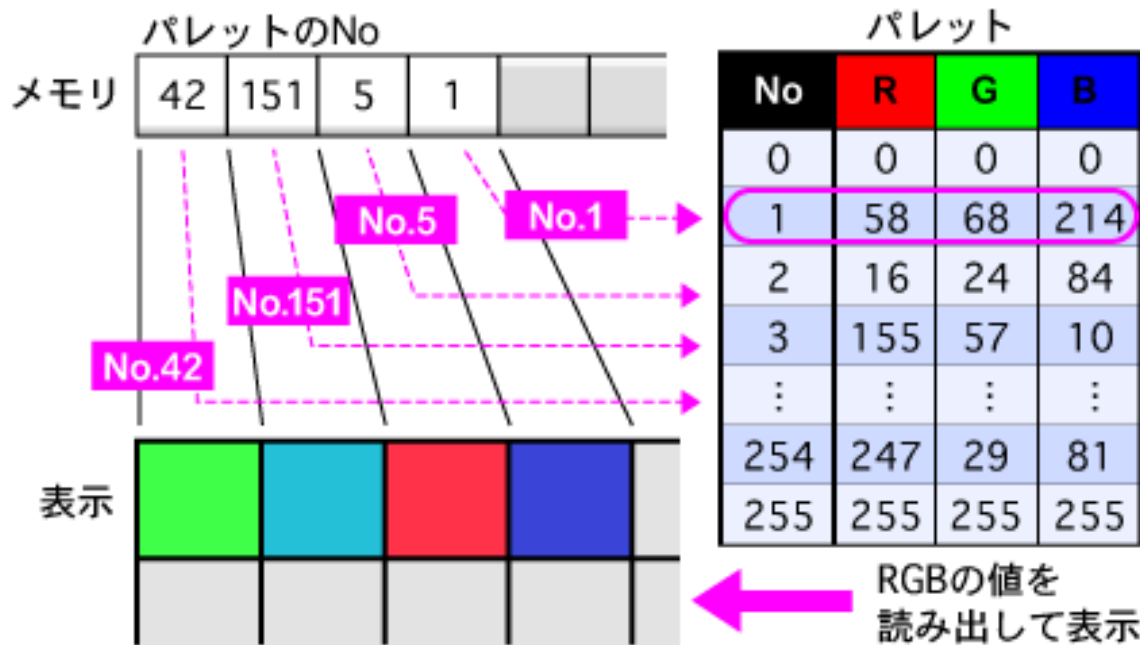 パレットのNo
メモリ 42 151 5 1
No.5 No.1
No.151
No.42
表示
パレット
No R G B
0 0 0 0
1 58 68 214
2 16 24 84
3 155 57 10
⋮ ⋮ ⋮ ⋮
254 247 29 81
255 255 255 255
RGBの値を
読み出して表示